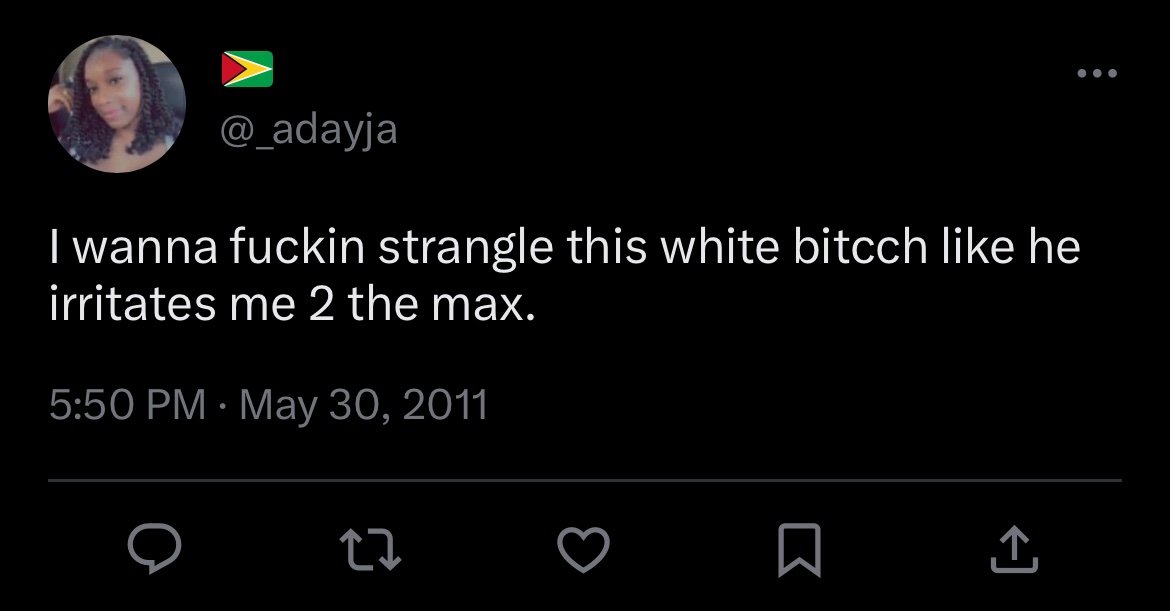 @_adayja
I wanna fuckin strangle this white bitcch like he
irritates me 2 the max.
5:50 PM · May 30, 2011